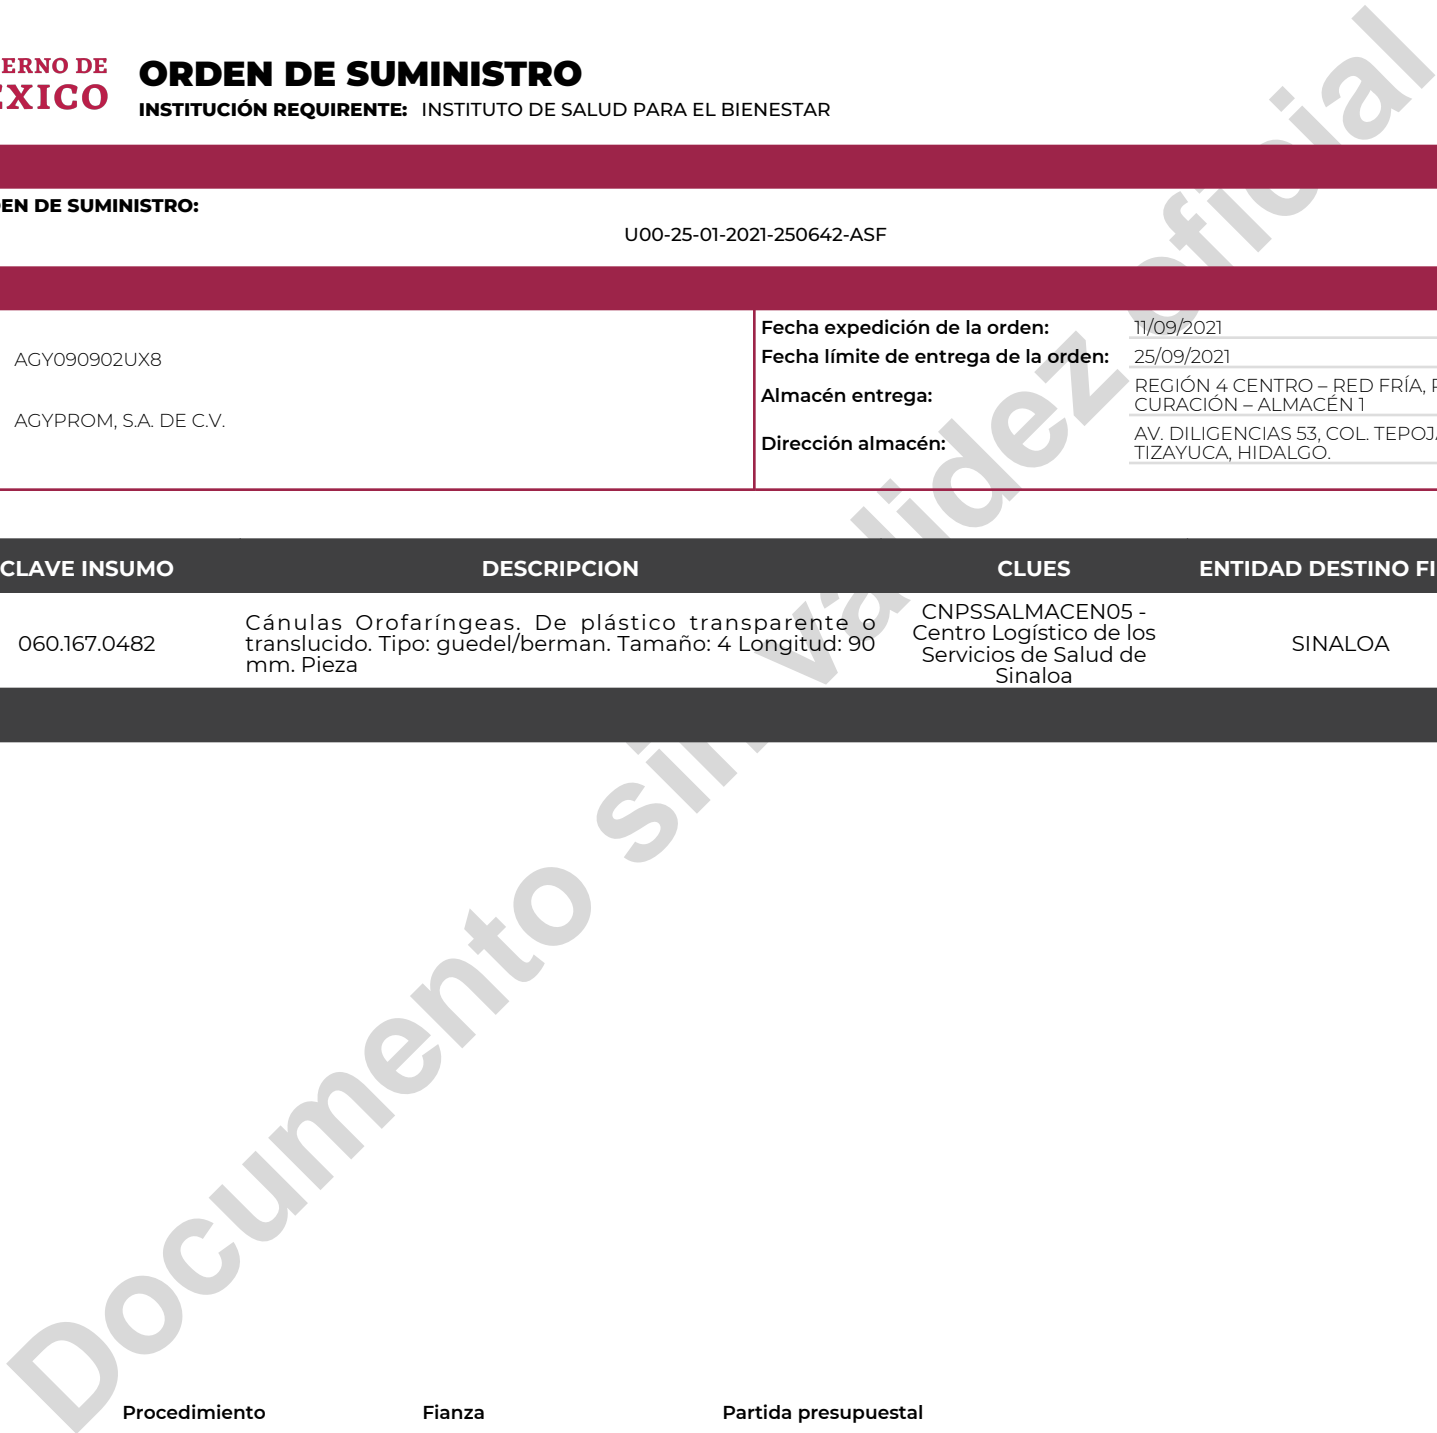 ERNO DE
EXICO
ORDEN DE SUMINISTRO
INSTITUCIÓN REQUIRENTE: INSTITUTO DE SALUD PARA EL BIENESTAR
EN DE SUMINISTRO:
U00-25-01-2021-250642-ASF
AGY090902UX8
AGYPROM, S.A. DE C.V.
Fecha expedición de la orden: 11/09/2021
Fecha límite de entrega de la orden: 25/09/2021
Almacén entrega:
REGIÓN 4 CENTRO – RED FRÍA,
CURACIÓN – ALMACÉN 1
Dirección almacén:
AV. DILIGENCIAS 53, COL. TEPOJ
TIZAYUCA, HIDALGO.
CLAVE INSUMO DESCRIPCION CLUES ENTIDAD DESTINO FI
060.167.0482
Cánulas Orofaríngeas. De plástico transparente o
translucido. Tipo: guedel/berman. Tamaño: 4 Longitud: 90
mm. Pieza
CNPSSALMACEN05 -
Centro Logístico de los
Servicios de Salud de
Sinaloa
SINALOA
Documento sin validez oficial
Procedimiento Fianza Partida presupuestal